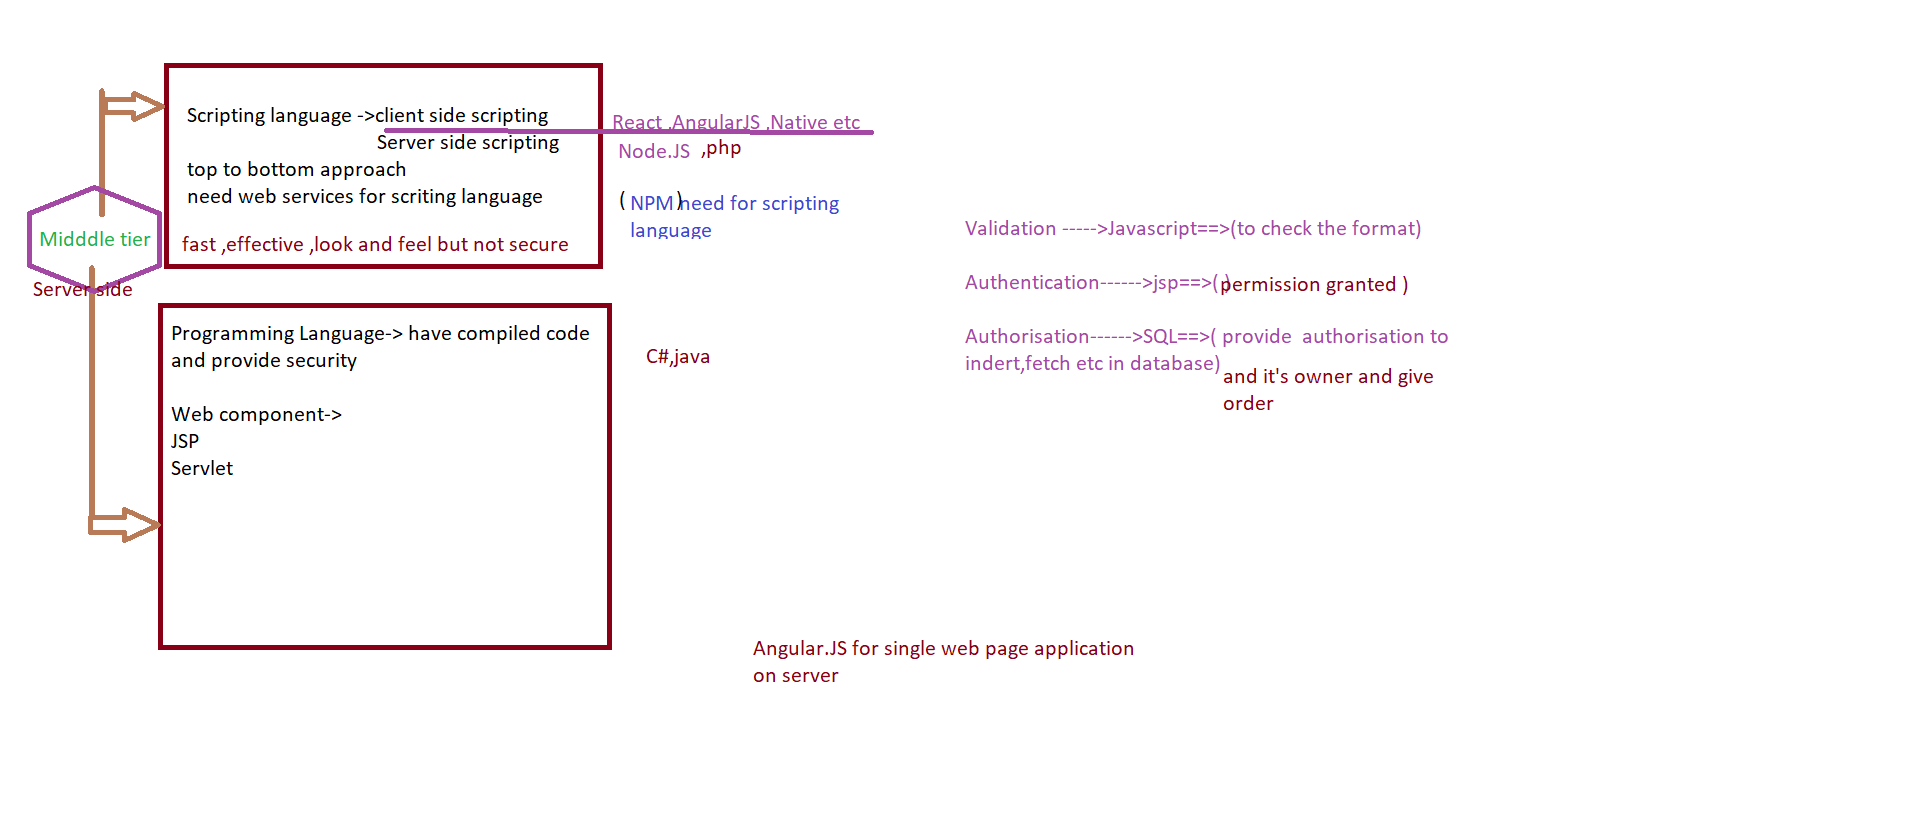 Scripting language ->client side scripting
Server side scripting
top to bottom approach
need web services for scriting language
fast ,effective ,look and feel but not secure
React ,AngularJS ,Native etc
Node.JS ,php
( NPM) need for scripting
language
Midddle tier
Server side
Programming Language-> have compiled code
and provide security
Web component->
JSP
Servlet
C#,java
Validation ----->Javascript==>(to check the format)
Authentication------>jsp==>( ) permission granted )
Authorisation------>SQL==>( provide  authorisation to
indert,fetch etc in database)
and it's owner and give
order
Angular.JS for single web page application
on server